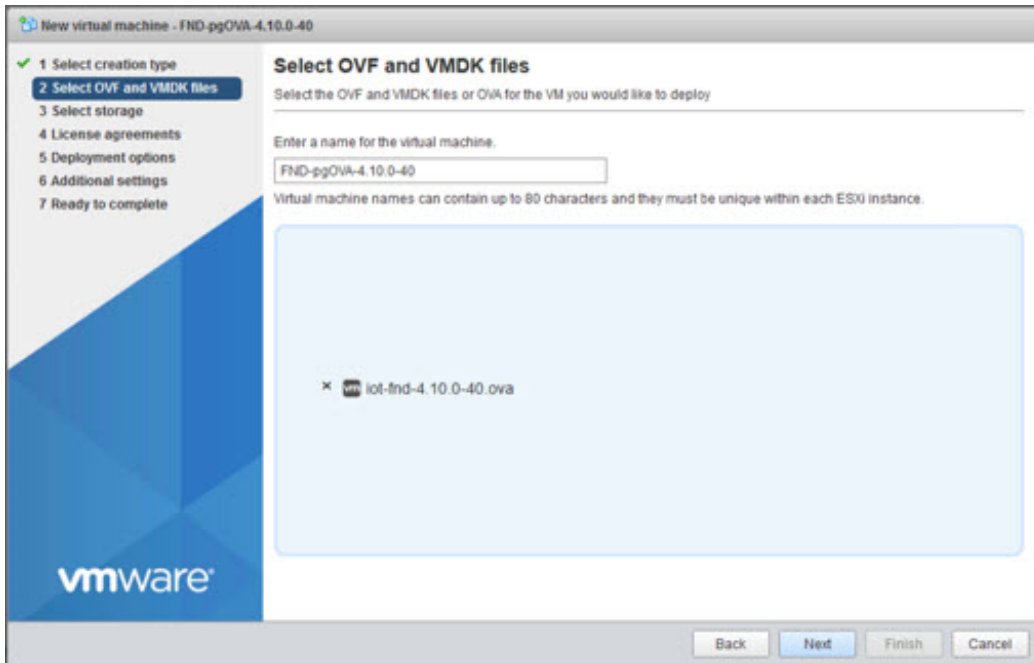 New virtual machine - FND-pgOVA-4.10.0-40
1 Select creation type
2 Select OVF and VMDK files
3 Select storage
4 License agreements
5 Deployment options
6 Additional settings
7 Ready to complete
vmware
Select OVF and VMDK files
Select the OVF and VMDK files or OVA for the VM you would like to deploy
Enter a name for the virtual machine.
FND-pgOVA-4.10.0-40
Virtual machine names can contain up to 80 characters and they must be unique within each ESXi instance.
iot-fnd-4.10.0-40.ova
Back Next Finish Cancel